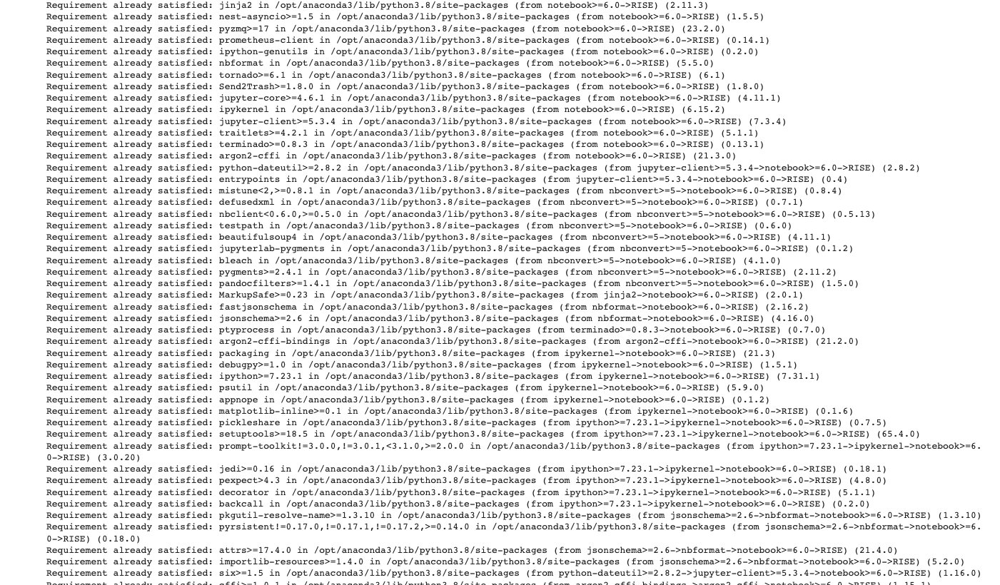 Requirement already satisfied: jinja2 in /opt/anaconda3/lib/python3.8/site-packages (from notebook>=6.0->RISE) (2.11.3)
Requirement already satisfied: nest-asyncio>=1.5 in /opt/anaconda3/lib/python3.8/site-packages (from notebook>=6.0->RISE) (1.5.5)
Requirement already satisfied: pyzmq>=17 in /opt/anaconda3/lib/python3.8/site-packages (from notebook>=6.0->RISE) (23.2.0)
Requirement already satisfied: prometheus-client in /opt/anaconda3/lib/python3.8/site-packages (from notebook>=6.0->RISE) (0.14.1)
Requirement already satisfied: ipython-genutils in /opt/anaconda3/lib/python3.8/site-packages (from notebook>=6.0->RISE) (0.2.0)
Requirement already satisfied: nbformat in /opt/anaconda3/lib/python3.8/site-packages (from notebook>=6.0->RISE) (5.5.0)
Requirement already satisfied: tornado>=6.1 in /opt/anaconda3/lib/python3.8/site-packages (from notebook>=6.0->RISE) (6.1)
Requirement already satisfied: Send2Trash>=1.8.0 in /opt/anaconda3/lib/python3.8/site-packages (from notebook>=6.0->RISE) (1.8.0)
Requirement already satisfied: jupyter-core>=4.6.1 in /opt/anaconda3/lib/python3.8/site-packages (from notebook>=6.0->RISE) (4.11.1)
Requirement already satisfied: ipykernel in /opt/anaconda3/lib/python3.8/site-packages (from notebook>=6.0->RISE) (6.15.2)
Requirement already satisfied: jupyter-client>=5.3.4 in /opt/anaconda3/lib/python3.8/site-packages (from notebook>=6.0->RISE) (7.3.4)
Requirement already satisfied: traitlets>=4.2.1 in /opt/anaconda3/lib/python3.8/site-packages (from notebook>=6.0->RISE) (5.1.1)
Requirement already satisfied: terminado>=0.8.3 in /opt/anaconda3/lib/python3.8/site-packages (from notebook>=6.0->RISE) (0.13.1)
Requirement already satisfied: argon2-cffi in /opt/anaconda3/lib/python3.8/site-packages (from notebook>=6.0->RISE) (21.3.0)
Requirement already satisfied: python-dateutil>=2.8.2 in /opt/anaconda3/lib/python3.8/site-packages (from jupyter-client>=5.3.4->notebook>=6.0->RISE) (2.8.2)
Requirement already satisfied: entrypoints in /opt/anaconda3/lib/python3.8/site-packages (from jupyter-client>=5.3.4->notebook>=6.0->RISE) (0.4)
Requirement already satisfied: mistune<2,>=0.8.1 in /opt/anaconda3/lib/python3.8/site-packages (from nbconvert>=5->notebook>=6.0->RISE) (0.8.4)
Requirement already satisfied: defusedxml in /opt/anaconda3/lib/python3.8/site-packages (from nbconvert>=5->notebook>=6.0->RISE) (0.7.1)
Requirement already satisfied: nbclient<0.6.0,>=0.5.0 in /opt/anaconda3/lib/python3.8/site-packages (from nbconvert>=5->notebook>=6.0->RISE) (0.5.13)
Requirement already satisfied: testpath in /opt/anaconda3/lib/python3.8/site-packages (from nbconvert>=5->notebook>=6.0->RISE) (0.6.0)
Requirement already satisfied: beautifulsoup4 in /opt/anaconda3/lib/python3.8/site-packages (from nbconvert>=5->notebook>=6.0->RISE) (4.11.1)
Requirement already satisfied: jupyterlab-pygments in /opt/anaconda3/lib/python3.8/site-packages (from nbconvert>=5->notebook>=6.0->RISE) (0.1.2)
Requirement already satisfied: bleach in /opt/anaconda3/lib/python3.8/site-packages (from nbconvert>=5->notebook>=6.0->RISE) (4.1.0)
Requirement already satisfied: pygments>=2.4.1 in /opt/anaconda3/lib/python3.8/site-packages (from nbconvert>=5->notebook>=6.0->RISE) (2.11.2)
Requirement already satisfied: pandocfilters>=1.4.1 in /opt/anaconda3/lib/python3.8/site-packages (from nbconvert>=5->notebook>=6.0->RISE) (1.5.0)
Requirement already satisfied: MarkupSafe>=0.23 in /opt/anaconda3/lib/python3.8/site-packages (from jinja2->notebook>=6.0->RISE) (2.0.1)
Requirement already satisfied: fastjsonschema in /opt/anaconda3/lib/python3.8/site-packages (from nbformat->notebook>=6.0->RISE) (2.16.2)
Requirement already satisfied: jsonschema>=2.6 in /opt/anaconda3/lib/python3.8/site-packages (from nbformat->notebook>=6.0->RISE) (4.16.0)
Requirement already satisfied: ptyprocess in /opt/anaconda3/lib/python3.8/site-packages (from terminado>=0.8.3->notebook>=6.0->RISE) (0.7.0)
Requirement already satisfied: argon2-cffi-bindings in /opt/anaconda3/lib/python3.8/site-packages (from argon2-cffi->notebook>=6.0->RISE) (21.2.0)
Requirement already satisfied: packaging in /opt/anaconda3/lib/python3.8/site-packages (from ipykernel->notebook>=6.0->RISE) (21.3)
Requirement already satisfied: debugpy>=1.0 in /opt/anaconda3/lib/python3.8/site-packages (from ipykernel->notebook>=6.0->RISE) (1.5.1)
Requirement already satisfied: ipython>=7.23.1 in /opt/anaconda3/lib/python3.8/site-packages (from ipykernel->notebook>=6.0->RISE) (7.31.1)
Requirement already satisfied: psutil in /opt/anaconda3/lib/python3.8/site-packages (from ipykernel->notebook>=6.0->RISE) (5.9.0)
Requirement already satisfied: appnope in /opt/anaconda3/lib/python3.8/site-packages (from ipykernel->notebook>=6.0->RISE) (0.1.2)
Requirement already satisfied: matplotlib-inline>=0.1 in /opt/anaconda3/lib/python3.8/site-packages (from ipykernel->notebook>=6.0->RISE) (0.1.6)
Requirement already satisfied: pickleshare in /opt/anaconda3/lib/python3.8/site-packages (from ipython>=7.23.1->ipykernel->notebook>=6.0->RISE) (0.7.5)
Requirement already satisfied: setuptools>=18.5 in /opt/anaconda3/lib/python3.8/site-packages (from ipython>=7.23.1->ipykernel->notebook>=6.0->RISE) (65.4.0)
Requirement already satisfied: prompt-toolkit!=3.0.0,!=3.0.1,<3.1.0,>=2.0.0 in /opt/anaconda3/lib/python3.8/site-packages (from ipython>=7.23.1->ipykernel->notebook>=6.
0->RISE) (3.0.20)
Requirement already satisfied: jedi>=0.16 in /opt/anaconda3/lib/python3.8/site-packages (from ipython>=7.23.1->ipykernel->notebook>=6.0->RISE) (0.18.1)
Requirement already satisfied: pexpect>4.3 in /opt/anaconda3/lib/python3.8/site-packages (from ipython>=7.23.1->ipykernel->notebook>=6.0->RISE) (4.8.0)
Requirement already satisfied: decorator in /opt/anaconda3/lib/python3.8/site-packages (from ipython>=7.23.1->ipykernel->notebook>=6.0->RISE) (5.1.1)
Requirement already satisfied: backcall in /opt/anaconda3/lib/python3.8/site-packages (from ipython>=7.23.1->ipykernel->notebook>=6.0->RISE) (0.2.0)
Requirement already satisfied: pkgutil-resolve-name>=1.3.10 in /opt/anaconda3/lib/python3.8/site-packages (from jsonschema>=2.6->nbformat->notebook>=6.0->RISE) (1.3.10)
Requirement already satisfied: pyrsistent!=0.17.0,!=0.17.1,!=0.17.2,>=0.14.0 in /opt/anaconda3/lib/python3.8/site-packages (from jsonschema>=2.6->nbformat->notebook>=6.
0->RISE) (0.18.0)
Requirement already satisfied: attrs>=17.4.0 in /opt/anaconda3/lib/python3.8/site-packages (from jsonschema>=2.6->nbformat->notebook>=6.0->RISE) (21.4.0)
Requirement already satisfied: importlib-resources>=1.4.0 in /opt/anaconda3/lib/python3.8/site-packages (from jsonschema>=2.6->nbformat->notebook>=6.0->RISE) (5.2.0)
Requirement already satisfied: six>=1.5 in /opt/anaconda3/lib/python3.8/site-packages (from python-dateutil>=2.8.2->jupyter-client>=5.3.4->notebook>=6.0->RISE) (1.16.0)
Requirement already satisfied: cffi>=1.0.1 in /opt/anaconda3/lib/python3.8/site-packages (from argon2-cffi-bindings->argon2-cffi->notebook>=6.0->RISE) (1.15.1)